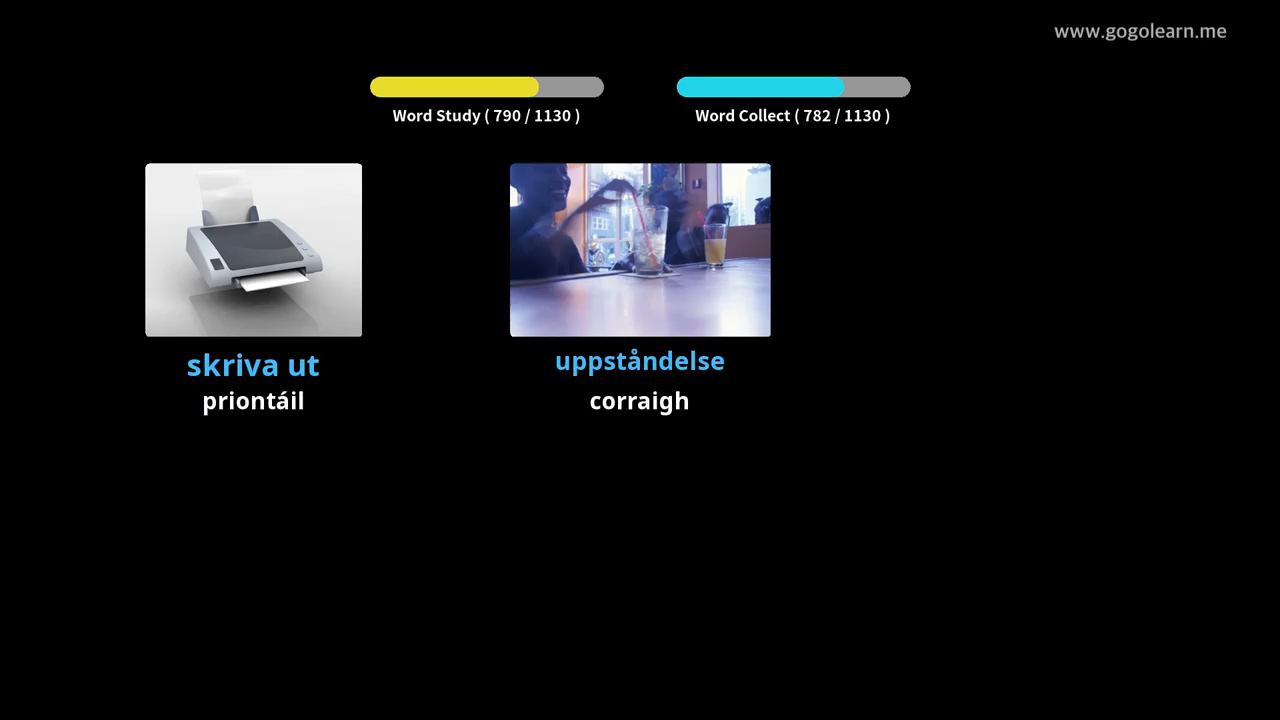 www.gogolearn.me
Word Study ( 790 / 1130 )
Word Collect ( 782 / 1130 )
skriva ut
priontáil
uppståndelse
corraigh